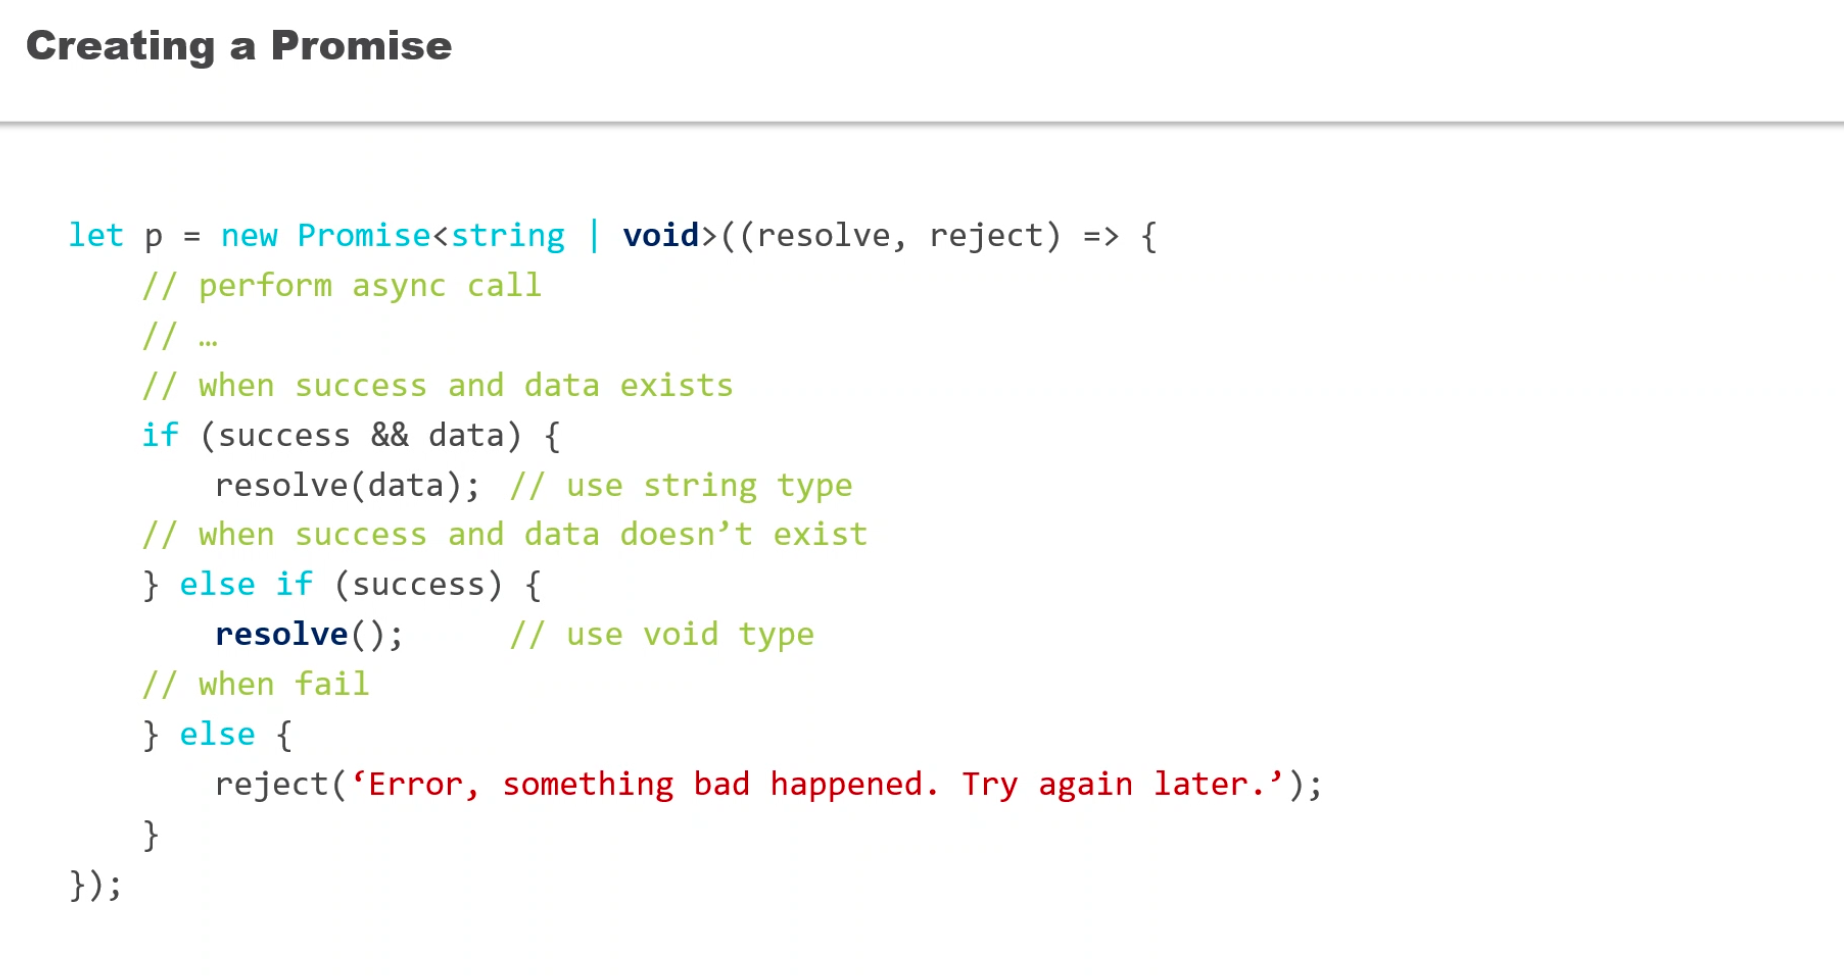 Creating a Promise
let p = new Promise<string | void>((resolve, reject) => {
    // perform async call
    // …
    // when success and data exists
    if (success && data) {
        resolve(data); // use string type
    // when success and data doesn’t exist
    } else if (success) {
        resolve();     // use void type
    // when fail
    } else {
        reject(‘Error, something bad happened. Try again later.’);
    }
});